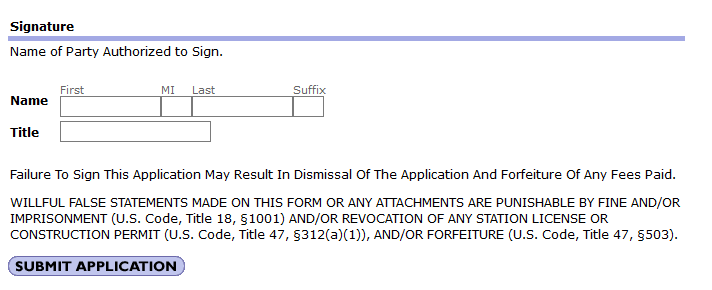 Signature
Name of Party Authorized to Sign.
First MI Last Suffix
Name
Title
Failure To Sign This Application May Result In Dismissal Of The Application And Forfeiture Of Any Fees Paid.
WILLFUL FALSE STATEMENTS MADE ON THIS FORM OR ANY ATTACHMENTS ARE PUNISHABLE BY FINE AND/OR
IMPRISONMENT (U.S. Code, Title 18, §1001) AND/OR REVOCATION OF ANY STATION LICENSE OR
CONSTRUCTION PERMIT (U.S. Code, Title 47, §312(a)(1)), AND/OR FORFEITURE (U.S. Code, Title 47, §503).
SUBMIT APPLICATION